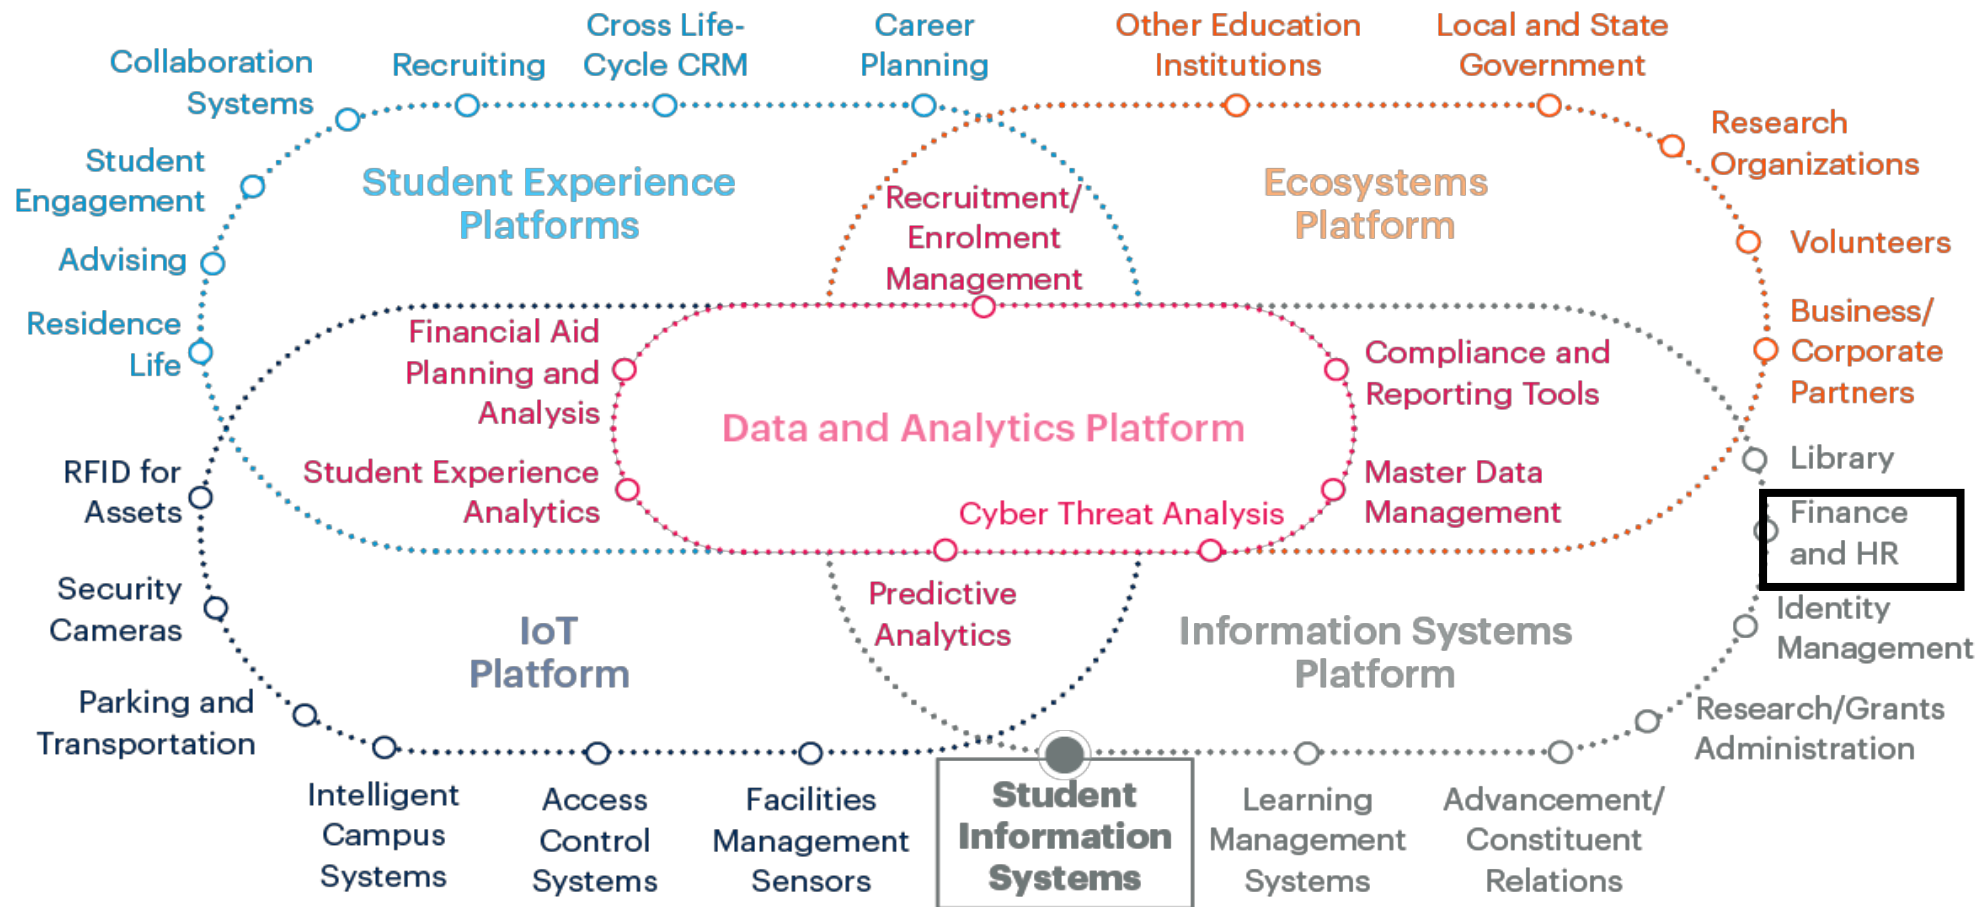 Collaboration
Systems
Recruiting
Cross Life-
Cycle CRM
Career
Planning
Other Education
Institutions
Local and State
Government
Research
Organizations
Student
Engagement
Student Experience
Platforms
Recruitment/
Enrolment
Management
Ecosystems
Platform
Volunteers
Advising
Residence
Life
Financial Aid
Planning and
Analysis
Compliance and
Reporting Tools
Business/
Corporate
Partners
Data and Analytics Platform
RFID for
Assets
Student Experience
Analytics
Cyber Threat Analysis
Master Data
Management
Library
Finance
and HR
Security
Cameras
IoT
Platform
Predictive
Analytics
Information Systems
Platform
Identity
Management
Parking and
Transportation
Research/Grants
Administration
Intelligent
Campus
Systems
Access
Control
Systems
Facilities
Management
Sensors
Student
Information
Systems
Learning
Management
Systems
Advancement/
Constituent
Relations